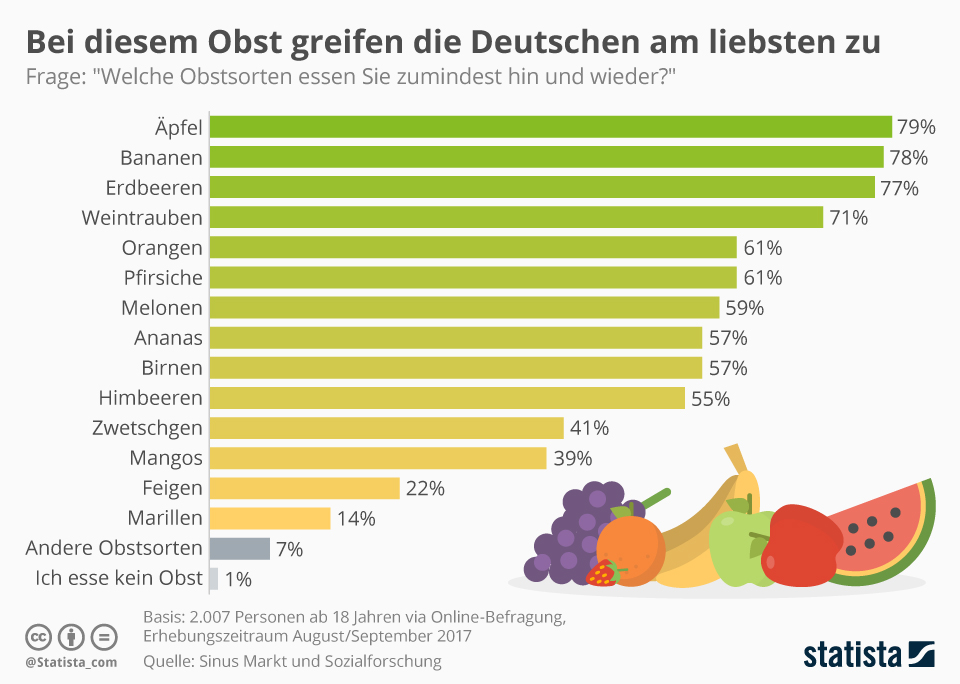 Bei diesem Obst greifen die Deutschen am liebsten zu
Frage: "Welche Obstsorten essen Sie zumindest hin und wieder?"
Äpfel 79%
Bananen 78%
Erdbeeren 77%
Weintrauben 71%
Orangen 61%
Pfirsiche 61%
Melonen 59%
Ananas 57%
Birnen 57%
Himbeeren 55%
Zwetschgen 41%
Mangos 39%
Feigen 22%
Marillen 14%
Andere Obstsorten 7%
Ich esse kein Obst 1%
Basis: 2.007 Personen ab 18 Jahren via Online-Befragung,
Erhebungszeitraum August/September 2017
cc
@Statista_com
Quelle: Sinus Markt und Sozialforschung
statista